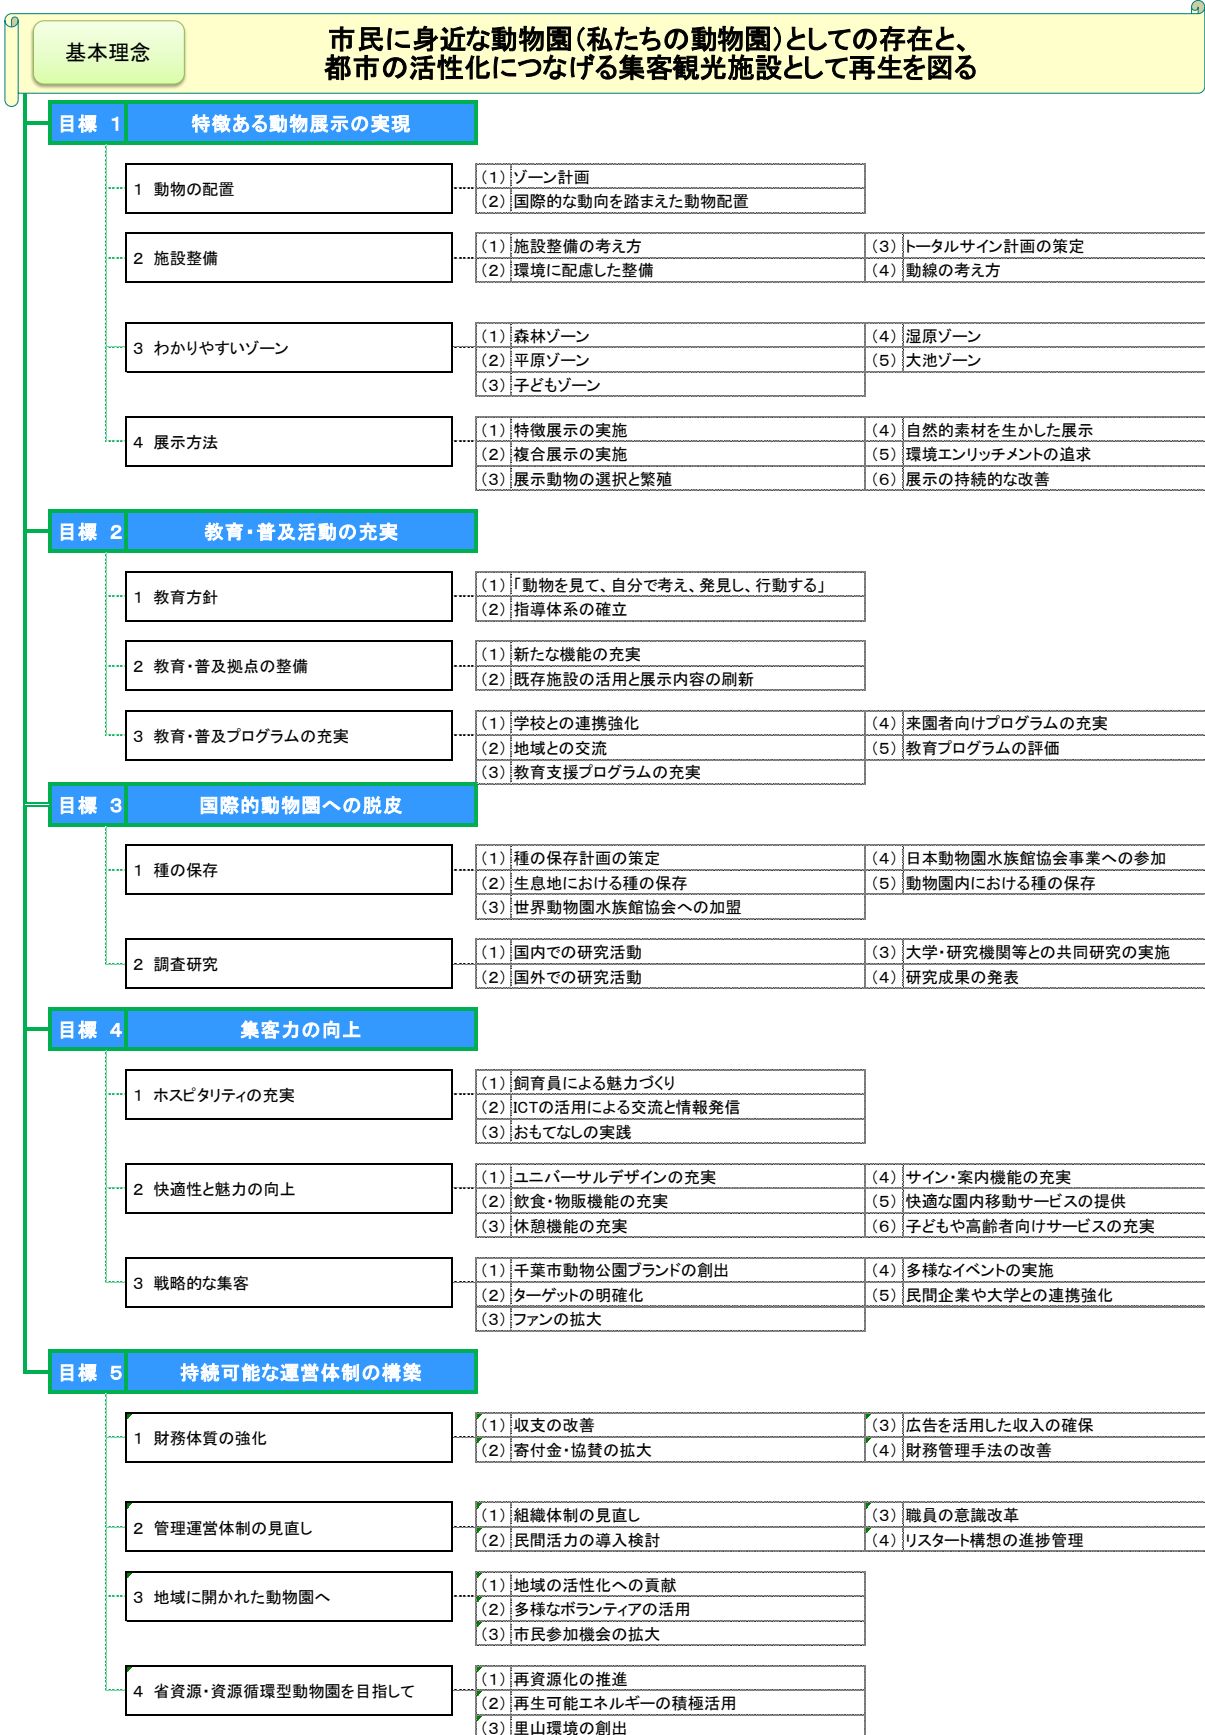 基本理念
市民に身近な動物園（私たちの動物園）としての存在と、
都市の活性化につなげる集客観光施設として再生を図る
目標 1 特徴ある動物展示の実現
1 動物の配置
（1） ゾーン計画
（2） 国際的な動向を踏まえた動物配置
2 施設整備
（1） 施設整備の考え方 （3） トータルサイン計画の策定
（2） 環境に配慮した整備 （4） 動線の考え方
3 わかりやすいゾーン
（1） 森林ゾーン （4） 湿原ゾーン
（2） 平原ゾーン （5） 大池ゾーン
（3） 子どもゾーン
4 展示方法
（1） 特徴展示の実施 （4） 自然的素材を生かした展示
（2） 複合展示の実施 （5） 環境エンリッチメントの追求
（3） 展示動物の選択と繁殖 （6） 展示の持続的な改善
目標 2 教育・普及活動の充実
1 教育方針
（1） 「動物を見て、自分で考え、発見し、行動する」
（2） 指導体系の確立
2 教育・普及拠点の整備
（1） 新たな機能の充実
（2） 既存施設の活用と展示内容の刷新
3 教育・普及プログラムの充実
（1） 学校との連携強化 （4） 来園者向けプログラムの充実
（2） 地域との交流 （5） 教育プログラムの評価
（3） 教育支援プログラムの充実
目標 3 国際的動物園への脱皮
1 種の保存
（1） 種の保存計画の策定 （4） 日本動物園水族館協会事業への参加
（2） 生息地における種の保存 （5） 動物園内における種の保存
（3） 世界動物園水族館協会への加盟
2 調査研究
（1） 国内での研究活動 （3） 大学・研究機関等との共同研究の実施
（2） 国外での研究活動 （4） 研究成果の発表
目標 4 集客力の向上
1 ホスピタリティの充実
（1） 飼育員による魅力づくり
（2） ICTの活用による交流と情報発信
（3） おもてなしの実践
2 快適性と魅力の向上
（1） ユニバーサルデザインの充実 （4） サイン・案内機能の充実
（2） 飲食・物販機能の充実 （5） 快適な園内移動サービスの提供
（3） 休憩機能の充実 （6） 子どもや高齢者向けサービスの充実
3 戦略的な集客
（1） 千葉市動物公園ブランドの創出 （4） 多様なイベントの実施
（2） ターゲットの明確化 （5） 民間企業や大学との連携強化
（3） ファンの拡大
目標 5 持続可能な運営体制の構築
1 財務体質の強化
（1） 収支の改善 （3） 広告を活用した収入の確保
（2） 寄付金・協賛の拡大 （4） 財務管理手法の改善
2 管理運営体制の見直し
（1） 組織体制の見直し （3） 職員の意識改革
（2） 民間活力の導入検討 （4） リスタート構想の進捗管理
3 地域に開かれた動物園へ
（1） 地域の活性化への貢献
（2） 多様なボランティアの活用
（3） 市民参加機会の拡大
4 省資源・資源循環型動物園を目指して
（1） 再資源化の推進
（2） 再生可能エネルギーの積極活用
（3） 里山環境の創出